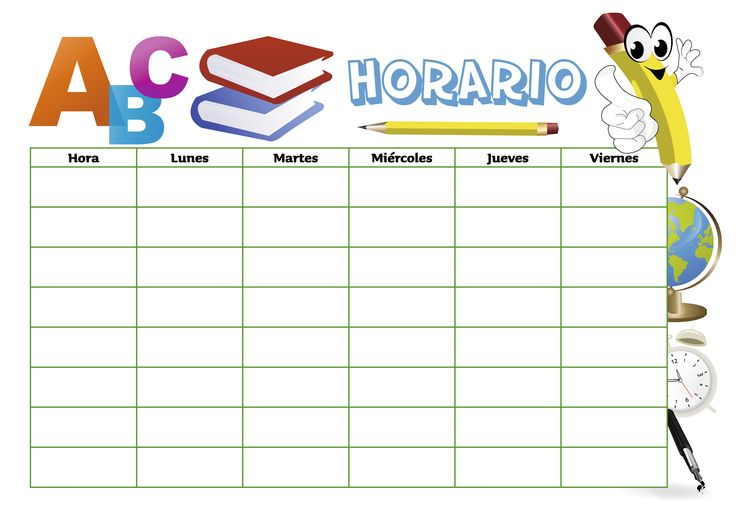 ABC
HORARIO
Hora Lunes Martes Miércoles Jueves Viernes